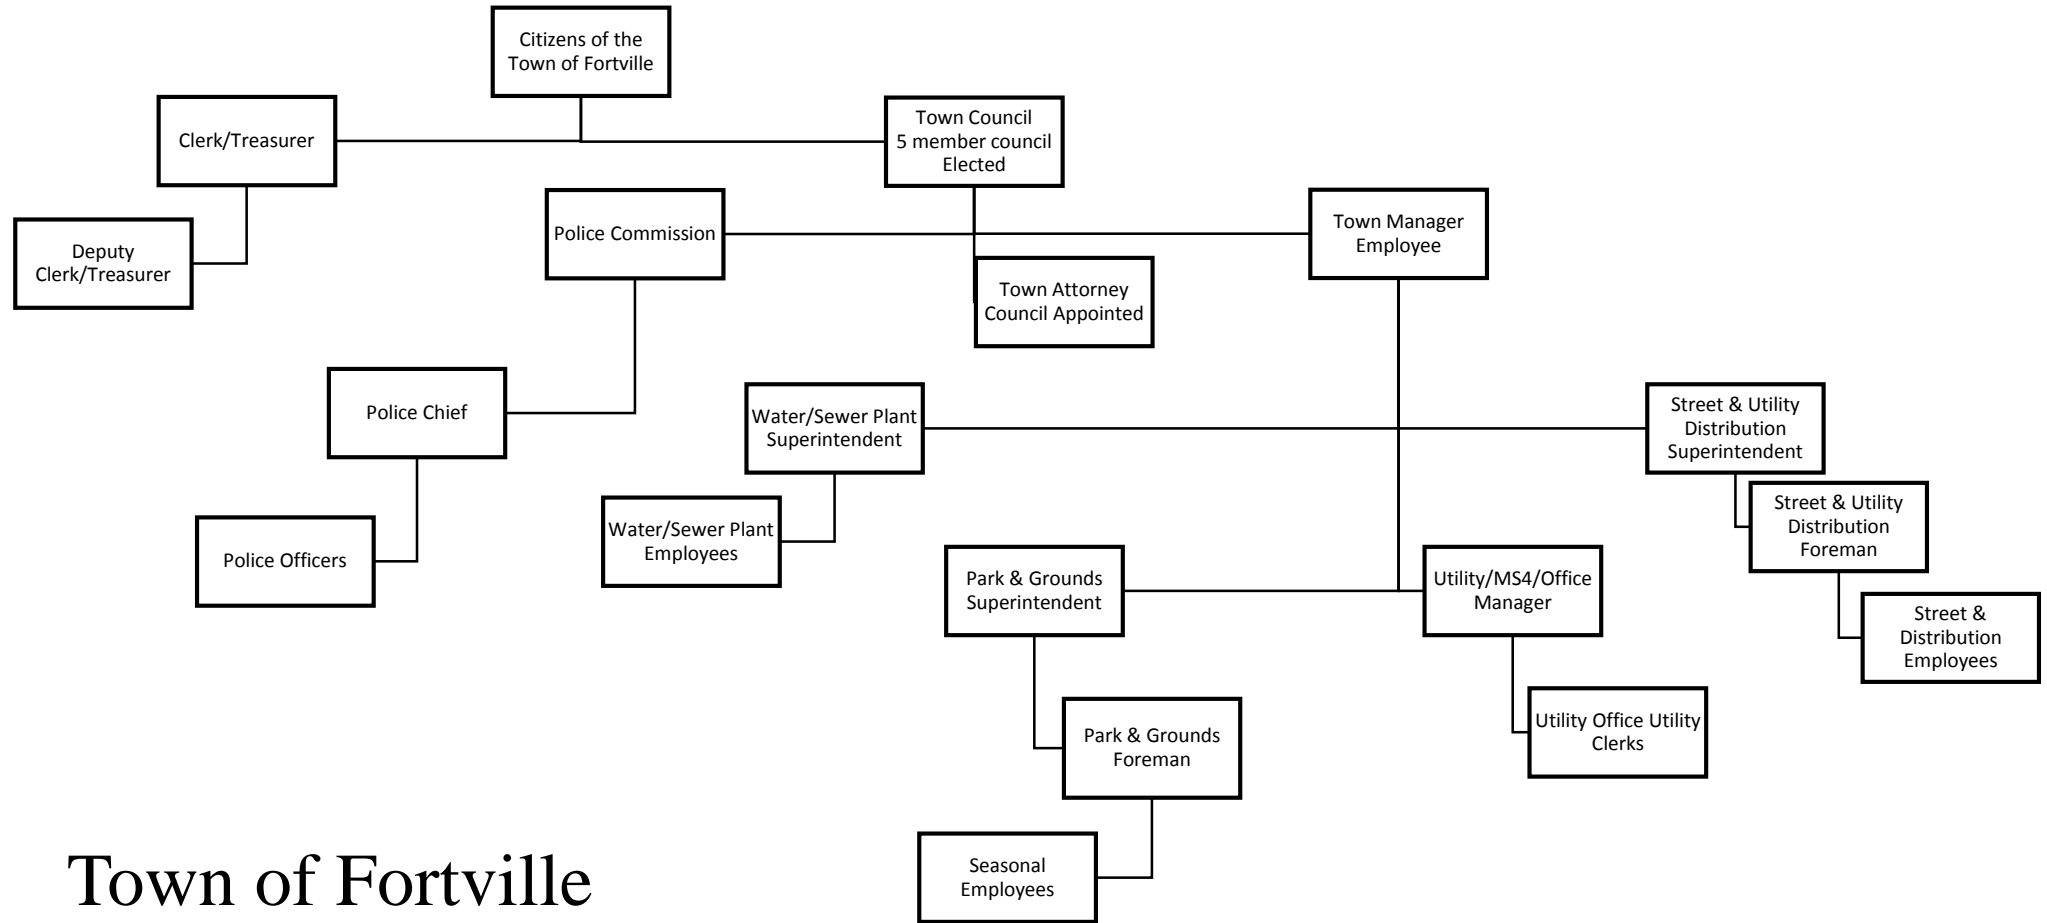 Citizens of the
Town of Fortville
Clerk/Treasurer
Town Council
5 member council
Elected
Deputy
Clerk/Treasurer
Police Commission
Town Manager
Employee
Town Attorney
Council Appointed
Police Chief
Water/Sewer Plant
Superintendent
Street & Utility
Distribution
Superintendent
Police Officers
Water/Sewer Plant
Employees
Street & Utility
Distribution
Foreman
Park & Grounds
Superintendent
Utility/MS4/Office
Manager
Street &
Distribution
Employees
Park & Grounds
Foreman
Utility Office Utility
Clerks
Seasonal
Employees
Town of Fortville